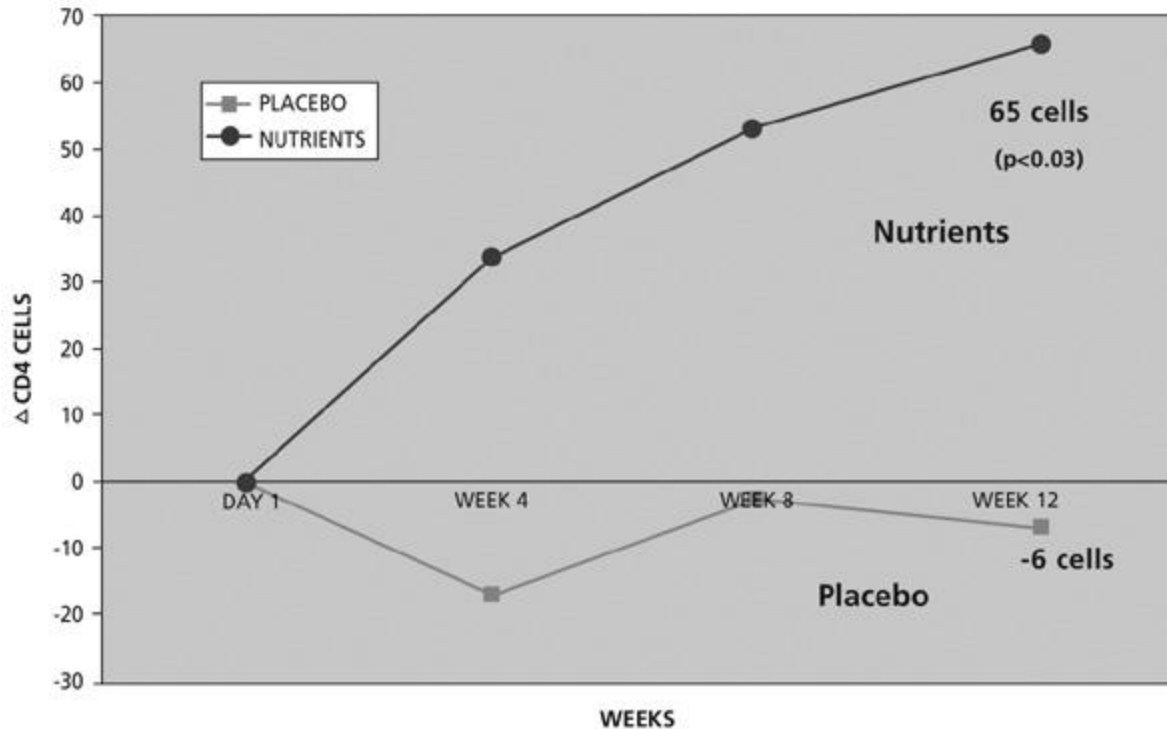 70
60
50
40
30
20
10
0
-10
-20
-30
△ CD4 CELLS
PLACEBO
NUTRIENTS
65 cells
(p<0.03)
Nutrients
DAY 1
WEEK 4
WEEK 8
WEEK 12
-6 cells
Placebo
WEEKS